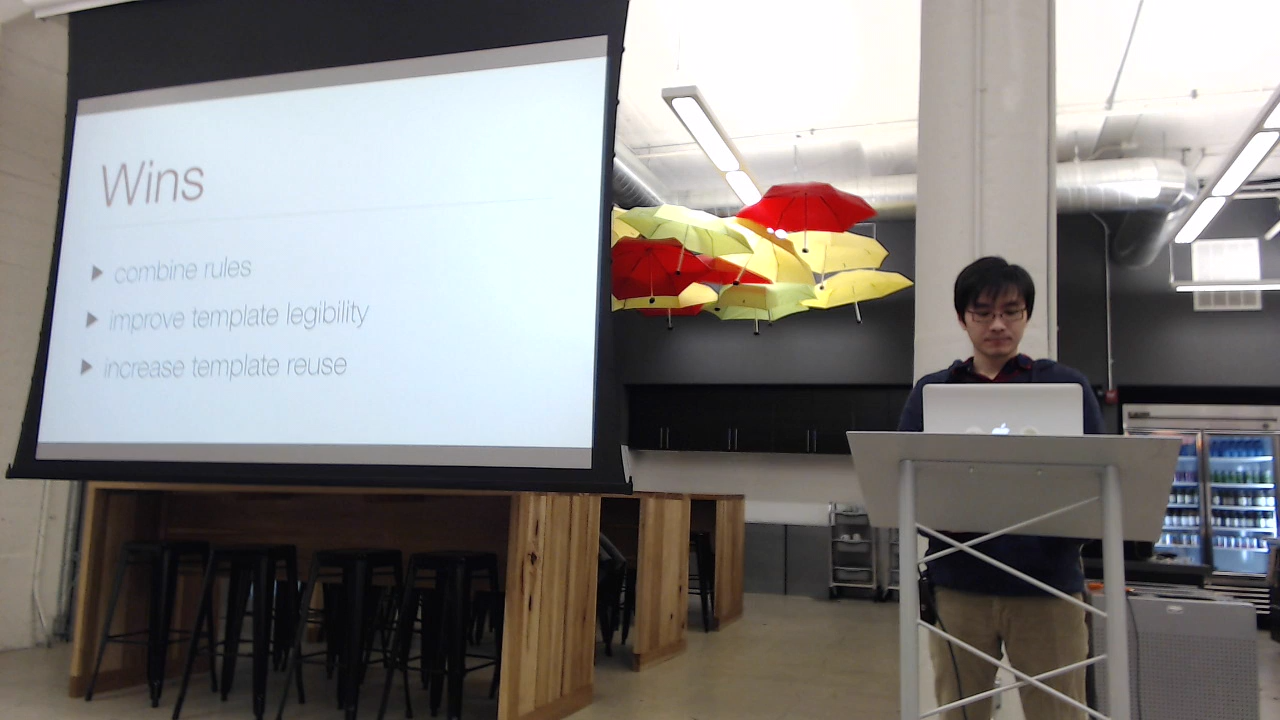 Wins
combine rules
improve template legibility
increase template reuse